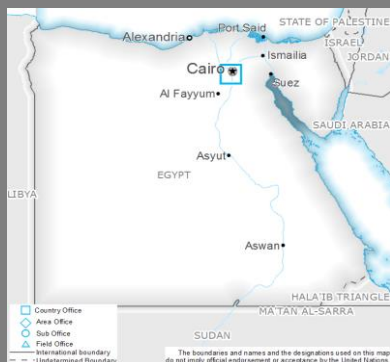 STATE OF PALESTINE
Port Said
Alexandria
ISRAEL
Ismailia
JORDAN
Cairo
Suez
Al Fayyum
SAUDI ARABIA
Asyut
EGYPT
LIBYA
Aswan
HALA'IB TRIANGLE
MA'TAN AL-SARRA
SUDAN
Country Office
Area Office
Sub Office
Field Office
International boundary
Undetermined Boundary
The boundaries and names and the designations used on this map
do not imply official endorsement or acceptance by the United Nations.